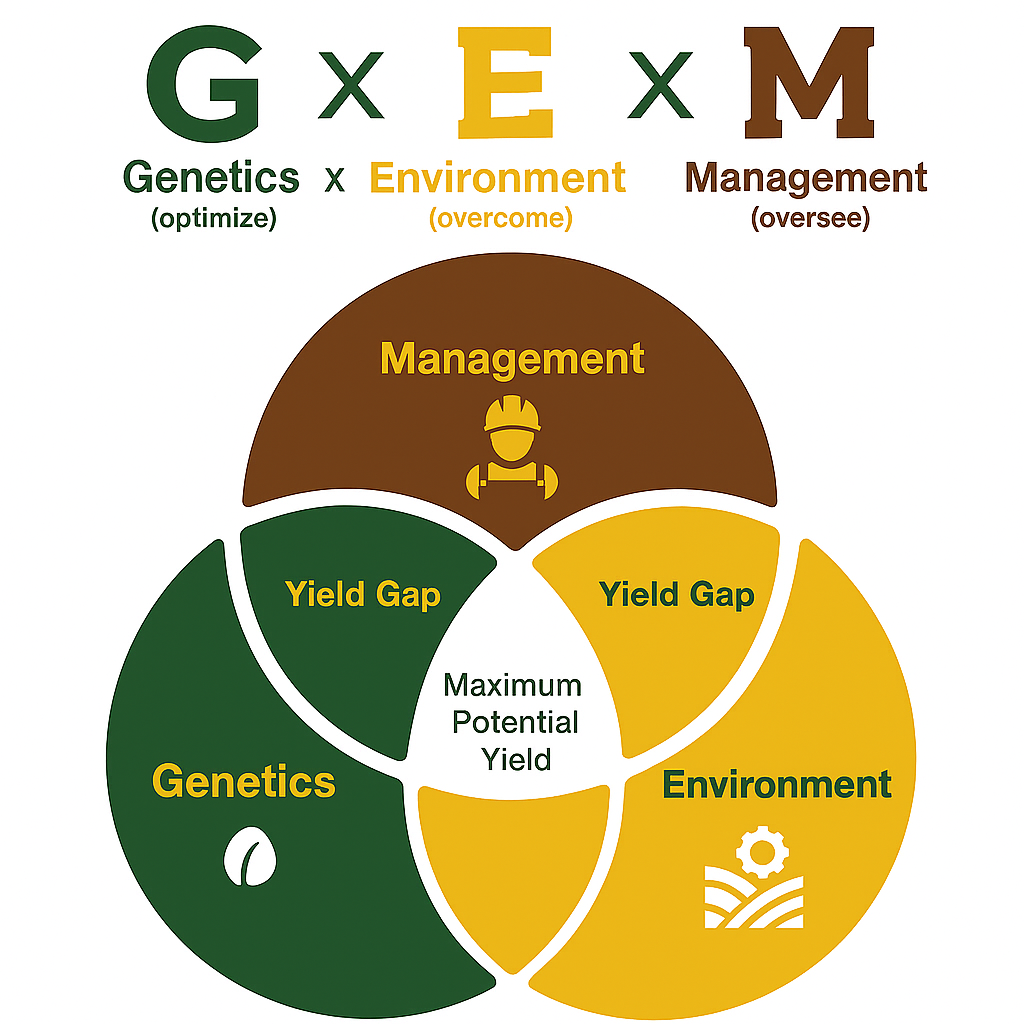 G x E x M
Genetics x Environment Management
(optimize) (overcome) (oversee)
Management
Yield Gap Yield Gap
Maximum
Potential
Yield
Genetics Environment